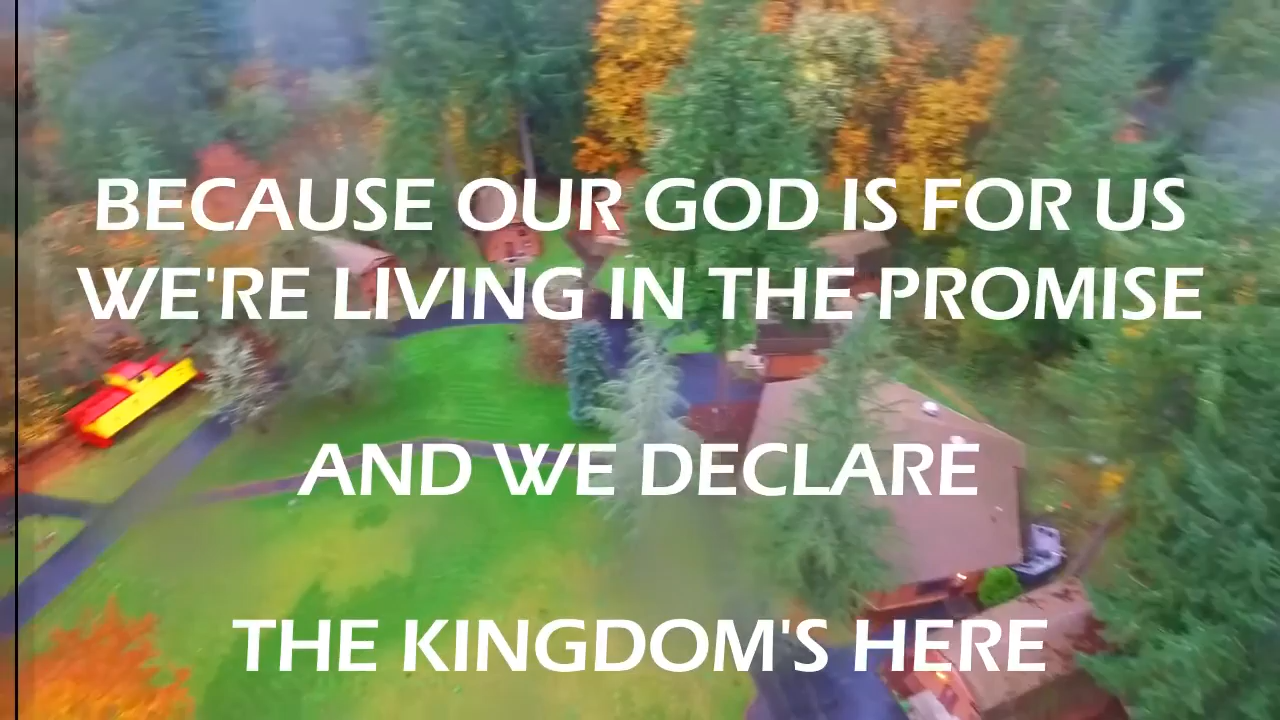 BECAUSE OUR GOD IS FOR US
WE'RE LIVING IN THE PROMISE
AND WE DECLARE
THE KINGDOM'S HERE